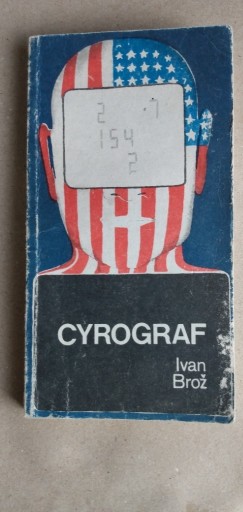 2 .7
154
2
CYROGRAF
Ivan
Brož